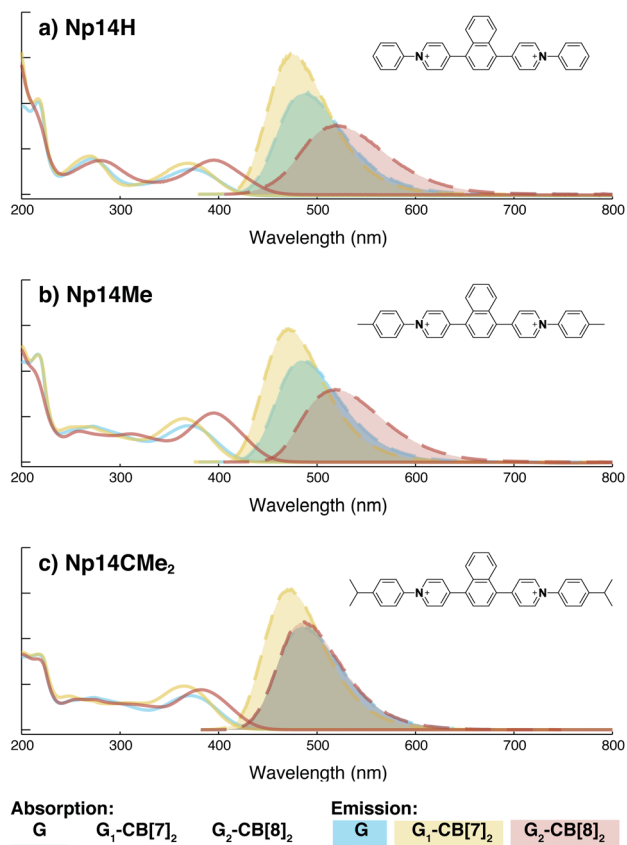 a) Np14H
N+
N+
200 300 400 500 600 700 800
Wavelength (nm)
b) Np14Me
N+
N+
200 300 400 500 600 700 800
Wavelength (nm)
c) Np14CMe₂
N+
N+
200 300 400 500 600 700 800
Wavelength (nm)
Absorption: Emission:
G G₁-CB[7]₂ G₂-CB[8]₂ G G₁-CB[7]₂ G₂-CB[8]₂